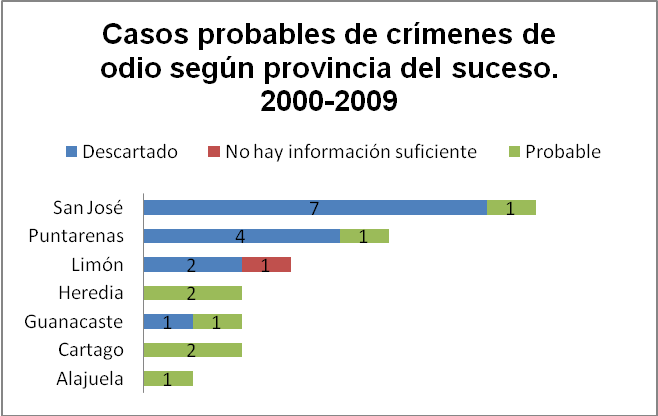 Casos probables de crímenes de
odio según provincia del suceso.
2000-2009
Descartado No hay información suficiente Probable
San José 7 1
Puntarenas 4 1
Limón 2 1
Heredia 2
Guanacaste 1 1
Cartago 2
Alajuela 1